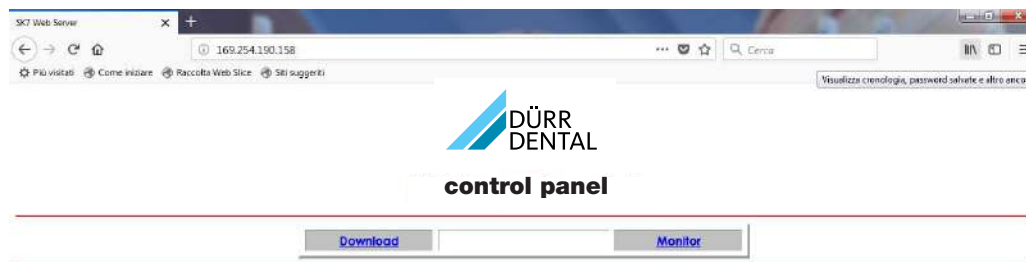 SK7 Web Server
169.254.190.158
Cerca
Più visitati Come iniziare Raccolta Web Slice Siti suggeriti
Visualizza cronologia, password salvate e altro anco
DÜRR
DENTAL
control panel
Download Monitor